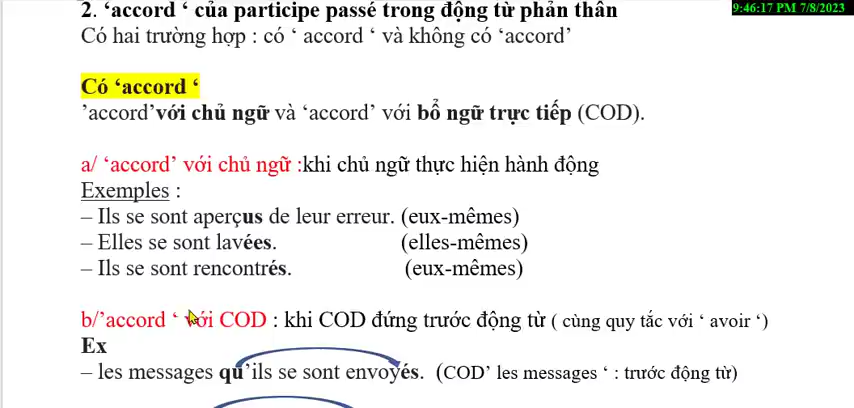 9:46:17 PM 7/8/2023
2. ‘accord ‘ của participe passé trong động từ phản thân
Có hai trường hợp : có ‘ accord ‘ và không có ‘accord’
Có ‘accord ‘
’accord’với chủ ngữ và ‘accord’ với bổ ngữ trực tiếp (COD).
a/ ‘accord’ với chủ ngữ :khi chủ ngữ thực hiện hành động
Exemples :
– Ils se sont aperçus de leur erreur. (eux-mêmes)
– Elles se sont lavées. (elles-mêmes)
– Ils se sont rencontrés. (eux-mêmes)
b/’accord ‘ với COD : khi COD đứng trước động từ ( cùng quy tắc với ‘ avoir ‘)
Ex
– les messages qu’ils se sont envoyés. (COD’ les messages ‘ : trước động từ)